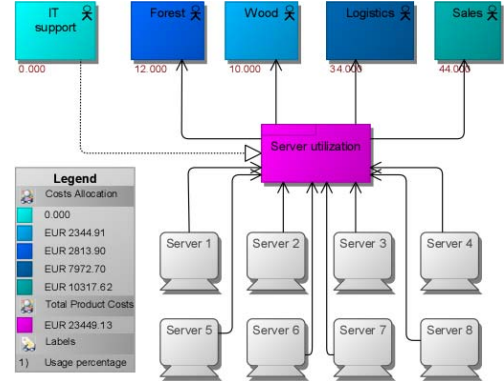 IT
support
Forest
Wood
Logistics
Sales
0.000
12.000
10.000
34.000
44.000
Server utilization
Legend
Costs Allocation
0.000
EUR 2344.91
EUR 2813.90
EUR 7972.70
EUR 10317.62
Total Product Costs
EUR 23449.13
Labels
1) Usage percentage
Server 1
Server 2
Server 3
Server 4
Server 5
Server 6
Server 7
Server 8